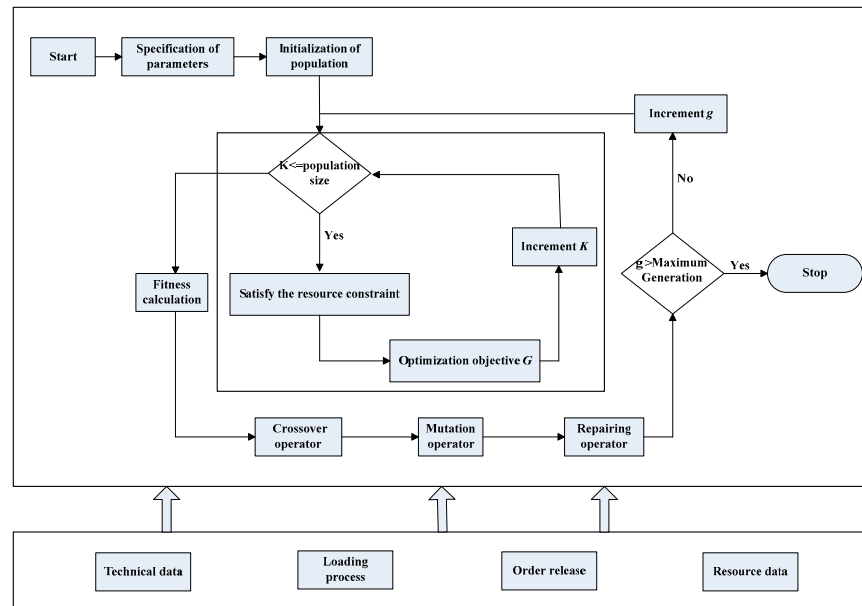 Start
Specification of
parameters
Initialization of
population
Increment g
K<=population
size
No
Yes
Increment K
g >Maximum
Generation
Yes
Stop
Fitness
calculation
Satisfy the resource constraint
Optimization objective G
Crossover
operator
Mutation
operator
Repairing
operator
Technical data
Loading
process
Order release
Resource data